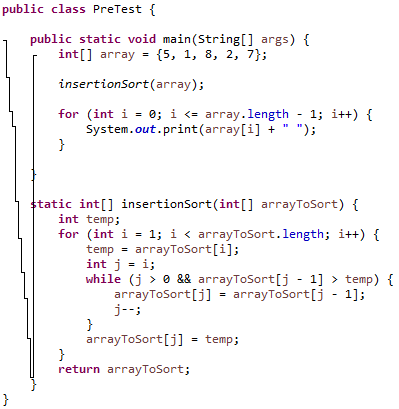 public class PreTest {
public static void main(String[] args) {
int[] array = {5, 1, 8, 2, 7};
insertionSort(array);
for (int i = 0; i <= array.length - 1; i++) {
System.out.print(array[i] + " ");
}
}
static int[] insertionSort(int[] arrayToSort) {
int temp;
for (int i = 1; i < arrayToSort.length; i++) {
temp = arrayToSort[i];
int j = i;
while (j > 0 && arrayToSort[j - 1] > temp) {
arrayToSort[j] = arrayToSort[j - 1];
j--;
}
arrayToSort[j] = temp;
}
return arrayToSort;
}
}